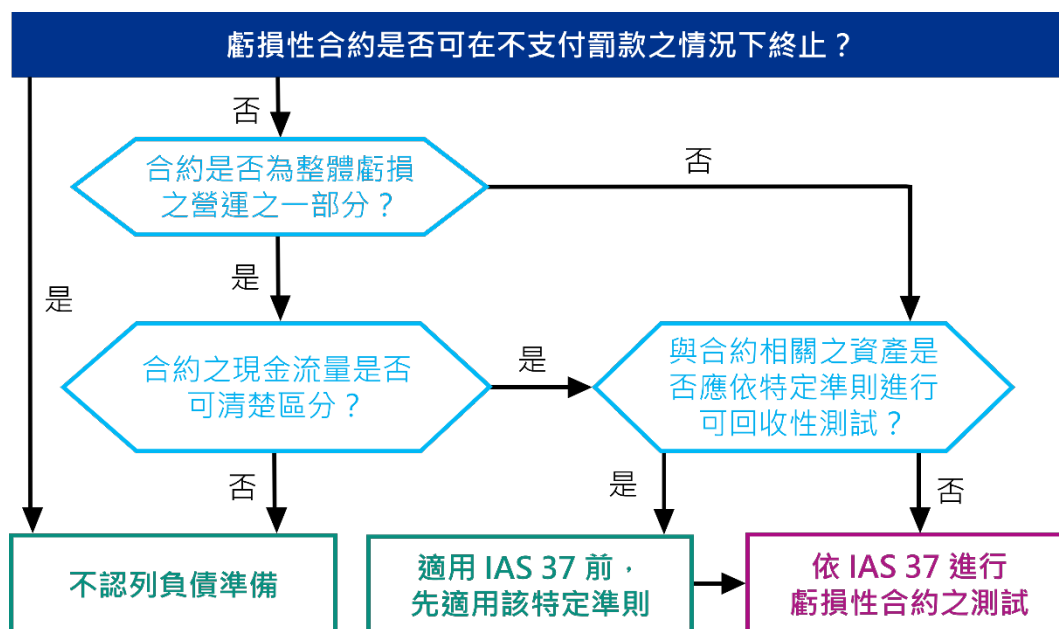 虧損性合約是否可在不支付罰款之情況下終止？
否
合約是否為整體虧損
之營運之一部分？
否
是
是
合約之現金流量是否
可清楚區分？
是
與合約相關之資產是
否應依特定準則進行
可回收性測試？
否
是
否
不認列負債準備
適用 IAS 37 前，
先適用該特定準則
依 IAS 37 進行
虧損性合約之測試